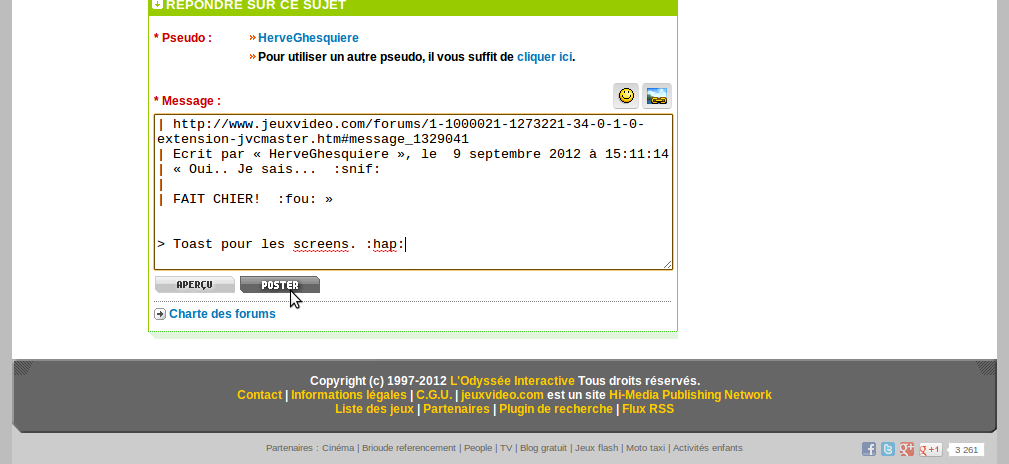 REPONDRE SUR CE SUJET
* Pseudo : » HerveGhesquiere
» Pour utiliser un autre pseudo, il vous suffit de cliquer ici.
* Message :
| http://www.jeuxvideo.com/forums/1-1000021-1273221-34-0-1-0-
extension-jvcmaster.htm#message_1329041
| Ecrit par « HerveGhesquiere », le  9 septembre 2012 à 15:11:14
| « Oui.. Je sais...  :snif:
|
| FAIT CHIER!  :fou: »
> Toast pour les screens. :hap:
APERÇU POSTER
Charte des forums
Copyright (c) 1997-2012 L'Odyssée Interactive Tous droits réservés.
Contact | Informations légales | C.G.U. | jeuxvideo.com est un site Hi-Media Publishing Network
Liste des jeux | Partenaires | Plugin de recherche | Flux RSS
Partenaires : Cinéma | Brioude referencement | People | TV | Blog gratuit | Jeux flash | Moto taxi | Activités enfants
f t g+ g +1 3 261